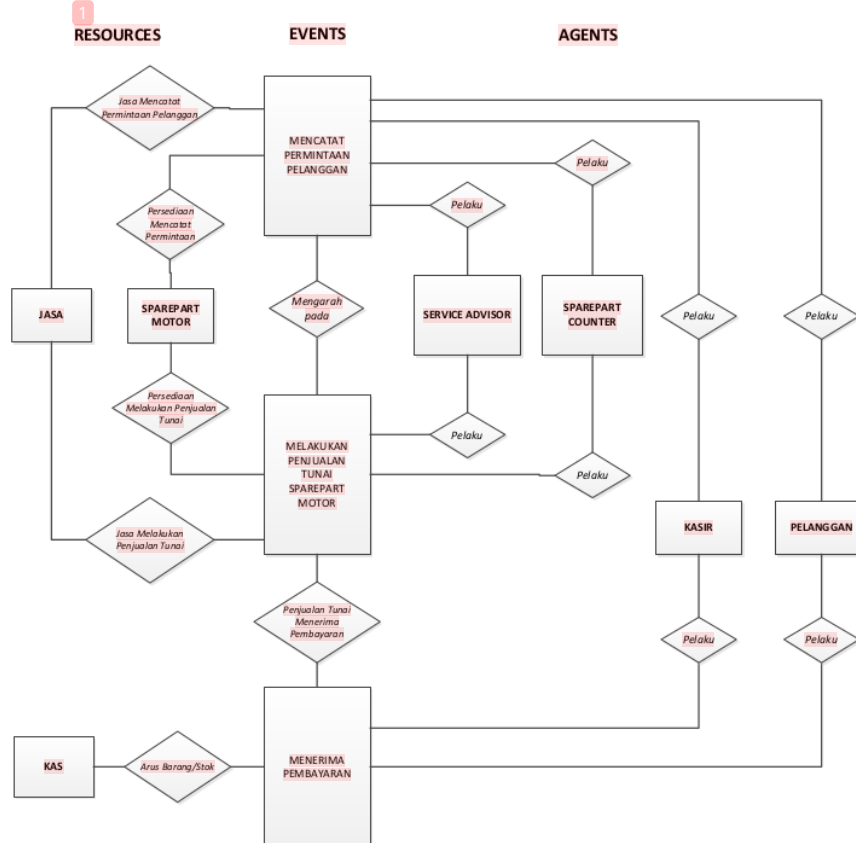 1
RESOURCES
EVENTS
AGENTS
Jasa Mencatat
Permintaan Pelanggan
MENCATAT
PERMINTAAN
PELANGGAN
Pelaku
Pelaku
Persediaan
Mencatat
Permintaan
JASA
SPAREPART
MOTOR
Mengarah
pada
SERVICE ADVISOR
SPAREPART
COUNTER
Pelaku
Pelaku
Persediaan
Melakukan Penjualan
Tunai
MELAKUKAN
PENJUALAN
TUNAI
SPAREPART
MOTOR
Pelaku
Pelaku
Jasa Melakukan
Penjualan Tunai
KASIR
PELANGGAN
Penjualan Tunai
Menerima
Pembayaran
Pelaku
Pelaku
KAS
Arus Barang/Stok
MENERIMA
PEMBAYARAN